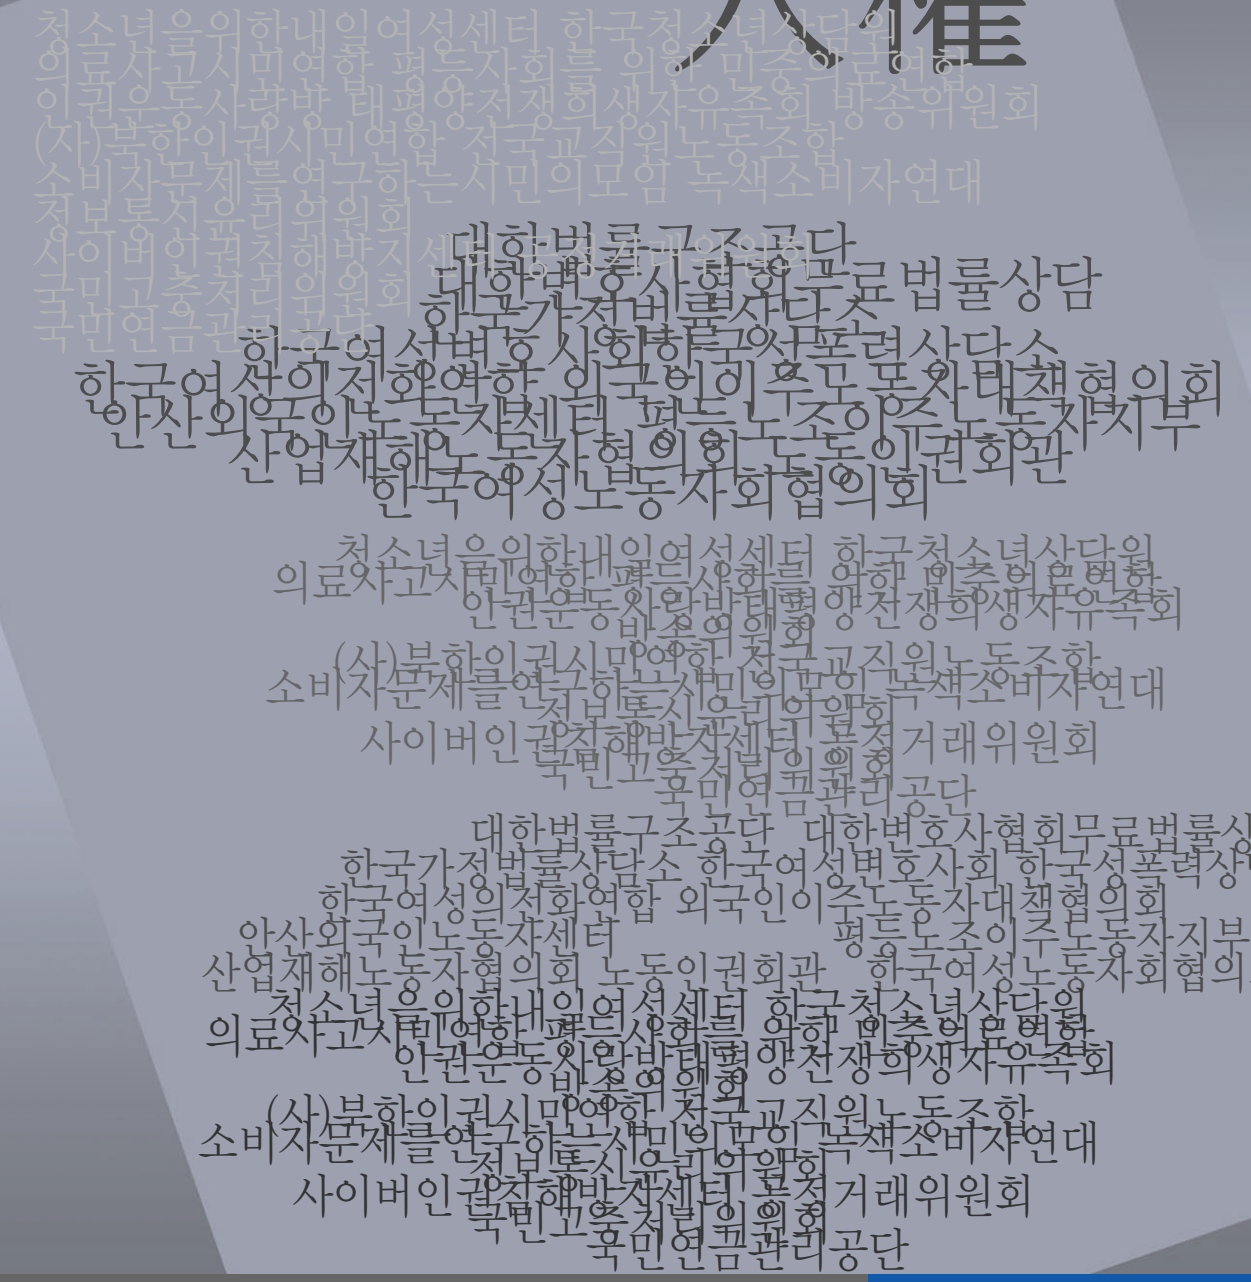 人權
청소년을위한내일여성센터 한국청소년상담원
의료사고시민연합 평등사회를 위한 민중의료연합
인권운동사랑방 태평양전쟁희생자유족회 방송위원회
(사)북한인권시민연합 전국교직원노동조합
소비자문제를연구하는시민의모임 녹색소비자연대
정보통신윤리위원회
사이버인권침해방지센터 공정거래위원회
국민고충처리위원회
국민연금관리공단
대한법률구조공단
대한변호사협회무료법률상담
한국가정법률상담소
한국여성변호사회한국성폭력상담소
한국여성의전화연합 외국인이주노동자대책협의회
안산외국인노동자센터 평등노조이주노동자지부
산업재해노동자협의회 노동인권회관
한국여성노동자회협의회
청소년을위한내일여성센터 한국청소년상담원
의료사고시민연합 평등사회를 위한 민중의료연합
인권운동사랑방태평양전쟁희생자유족회
방송위원회
(사)북한인권시민연합 전국교직원노동조합
소비자문제를연구하는시민의모임 녹색소비자연대
정보통신윤리위원회
사이버인권침해방지센터 공정거래위원회
국민고충처리위원회
국민연금관리공단
대한법률구조공단 대한변호사협회무료법률상
한국가정법률상담소 한국여성변호사회 한국성폭력상
한국여성의전화연합 외국인이주노동자대책협의회
안산외국인노동자센터 평등노조이주노동자지부
산업재해노동자협의회 노동인권회관 한국여성노동자회협의
청소년을위한내일여성센터 한국청소년상담원
의료사고시민연합 평등사회를 위한 민중의료연합
인권운동사랑방태평양전쟁희생자유족회
방송위원회
(사)북한인권시민연합 전국교직원노동조합
소비자문제를연구하는시민의모임 녹색소비자연대
정보통신윤리위원회
사이버인권침해방지센터 공정거래위원회
국민고충처리위원회
국민연금관리공단